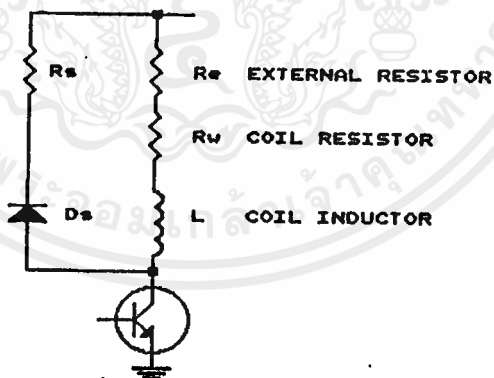 Rs
Re EXTERNAL RESISTOR
Rw COIL RESISTOR
Ds
L COIL INDUCTOR